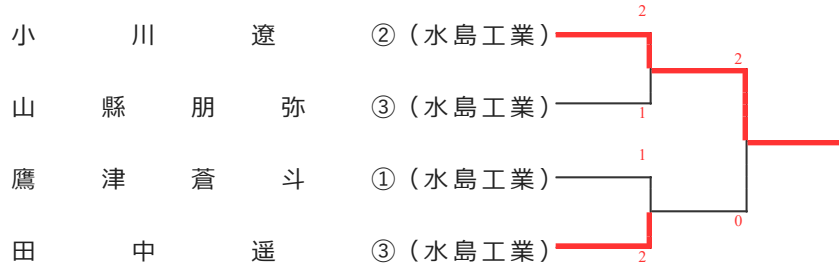 2
小川遼 ②（水島工業）
2
山縣朋弥 ③（水島工業）
1
1
鷹津蒼斗 ①（水島工業）
0
田中遥 ③（水島工業）
2